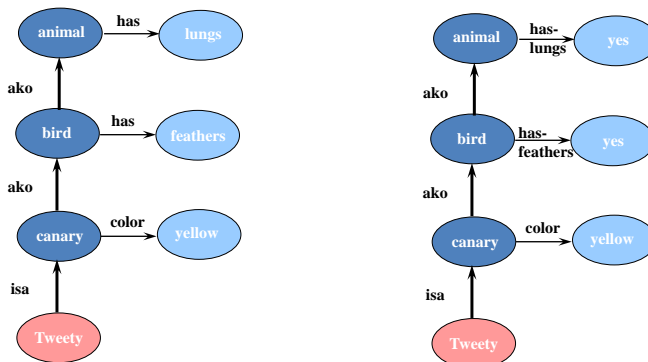 has
animal
lungs
ako
has
bird
feathers
ako
color
canary
yellow
isa
Tweety
animal
has-
lungs
yes
ako
bird
has-
feathers
yes
ako
color
canary
yellow
isa
Tweety